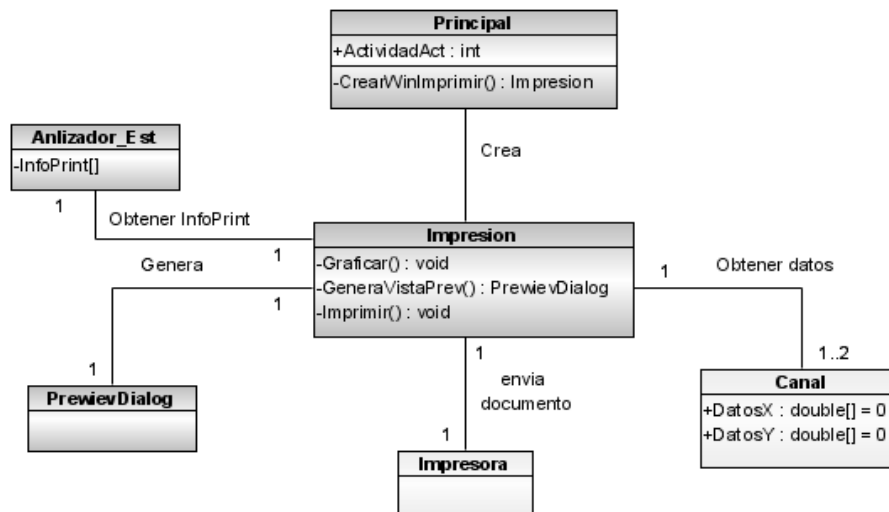 Principal
+ActividadAct : int
-CrearWinImprimir() : Impresion
Anlizador_Est
-InfoPrint[]
Crea
1
Obtener InfoPrint
1
Impresion
-Graficar() : void
-GeneraVistaPrev() : PrewievDialog
-Imprimir() : void
Genera
1
1
PrewievDialog
1
Obtener datos
1..2
Canal
+DatosX : double[] = 0
+DatosY : double[] = 0
1
envia
documento
1
Impresora